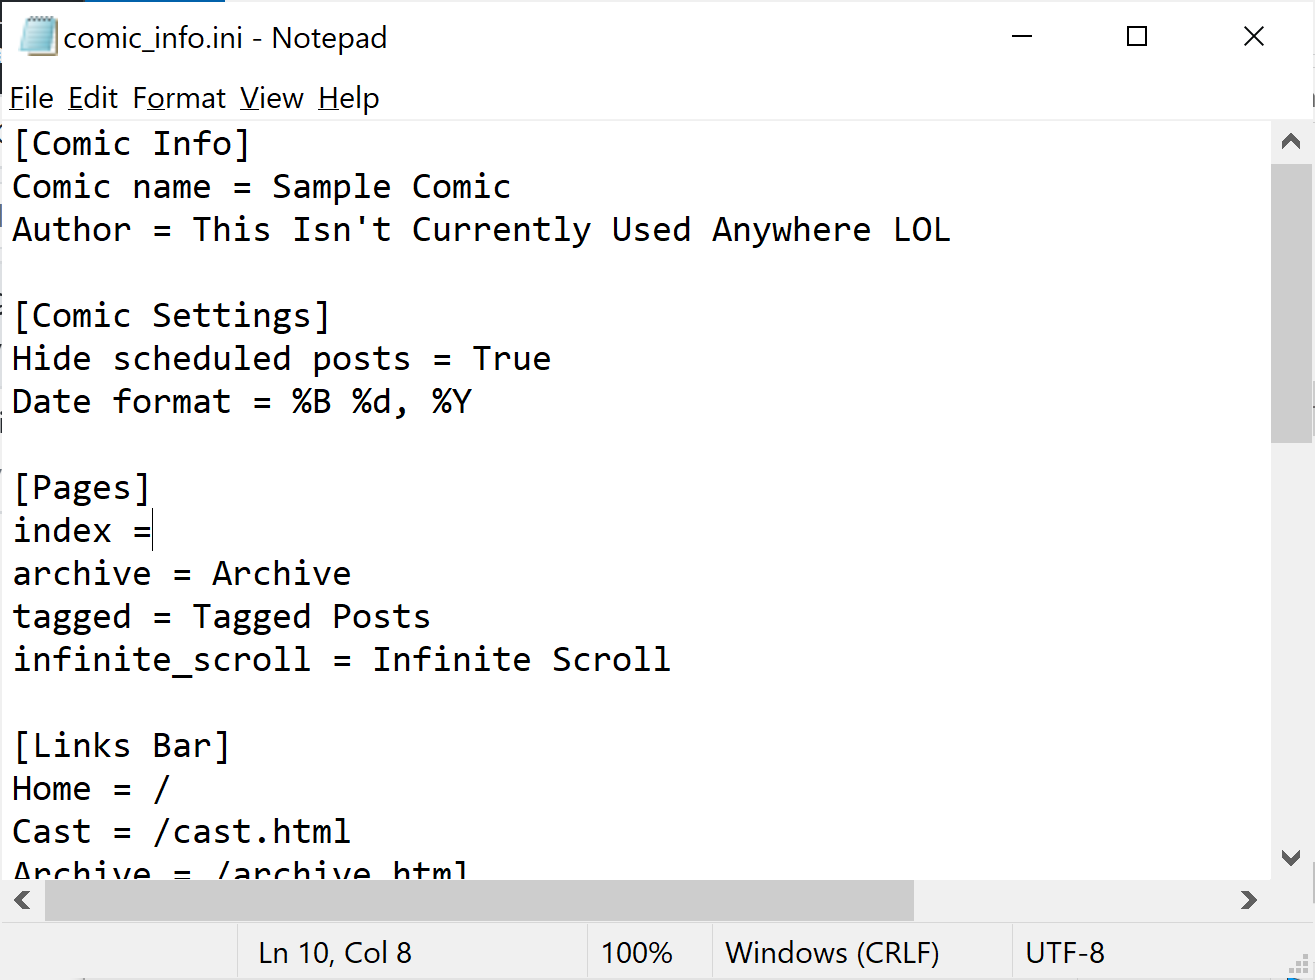 comic_info.ini - Notepad
File Edit Format View Help
[Comic Info]
Comic name = Sample Comic
Author = This Isn't Currently Used Anywhere LOL
[Comic Settings]
Hide scheduled posts = True
Date format = %B %d, %Y
[Pages]
index =
archive = Archive
tagged = Tagged Posts
infinite_scroll = Infinite Scroll
[Links Bar]
Home = /
Cast = /cast.html
Archive = /archive.html
Ln 10, Col 8 100% Windows (CRLF) UTF-8